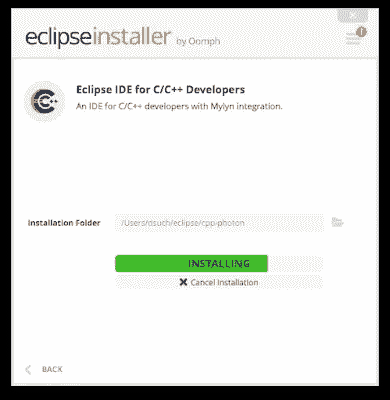 eclipseinstaller by Oomph
Eclipse IDE for C/C++ Developers
An IDE for C/C++ developers with Mylyn integration.
Installation Folder /Users/nsuch/eclipse/cpp-photon
INSTALLING
Cancel Installation
BACK